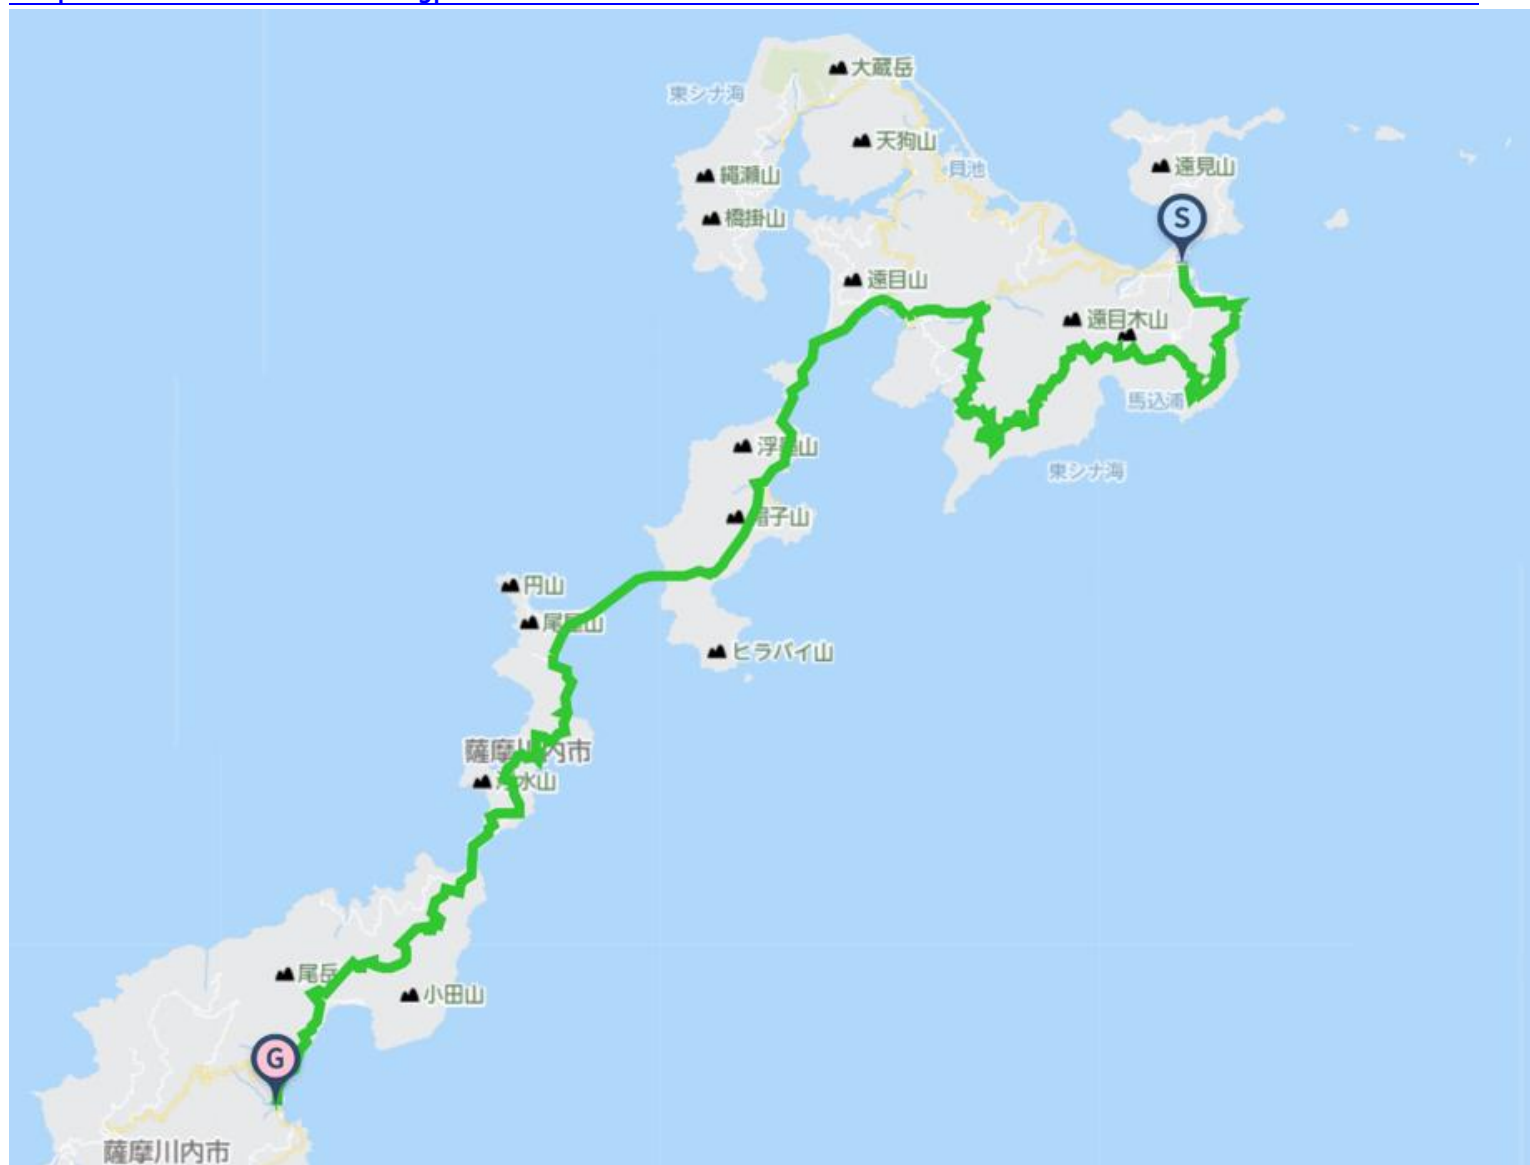 大蔵岳
東シナ海
天狗山
貝池
遠見山
縄瀬山
橋掛山
S
遠目山
遠目木山
馬込浦
東シナ海
帽子山
円山
ヒラバイ山
薩摩川内市
尾岳
小田山
G
薩摩川内市